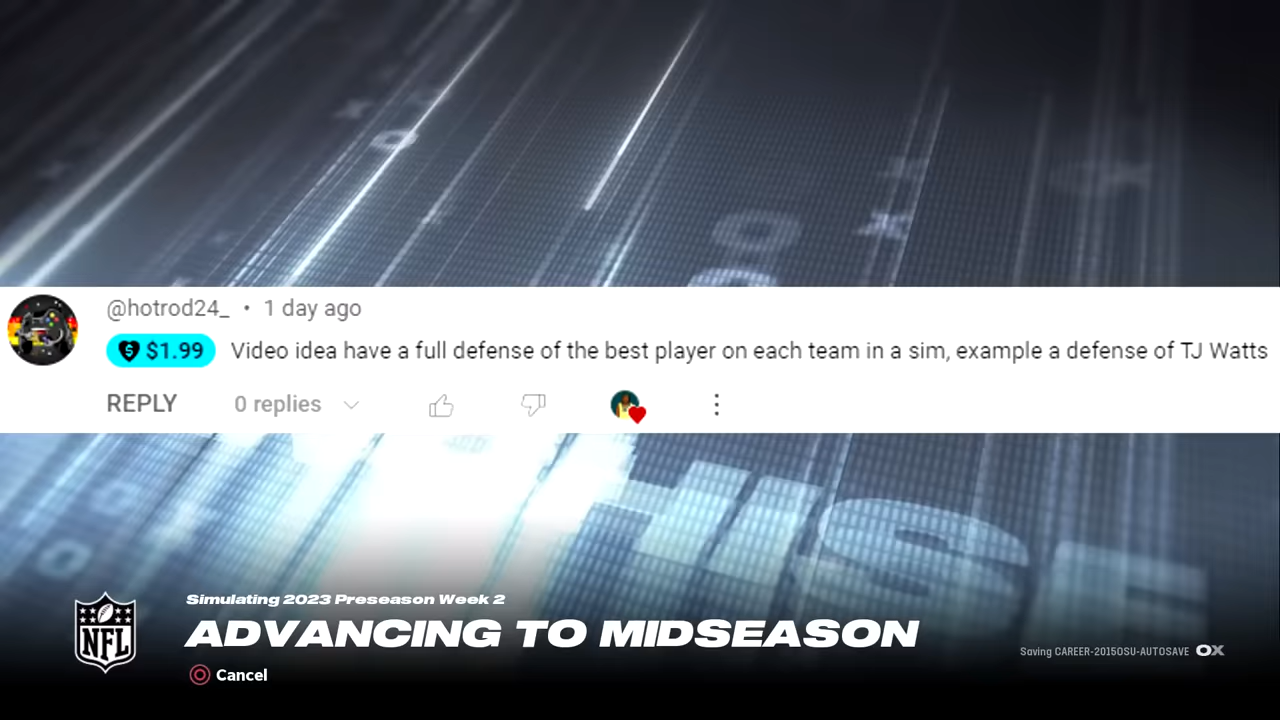 @hotrod24_ • 1 day ago
$1.99 Video idea have a full defense of the best player on each team in a sim, example a defense of TJ Watts
REPLY 0 replies
HISE
Simulating 2023 Preseason Week 2
NFL
ADVANCING TO MIDSEASON
Saving CAREER-2015OSU-AUTOSAVE
Cancel